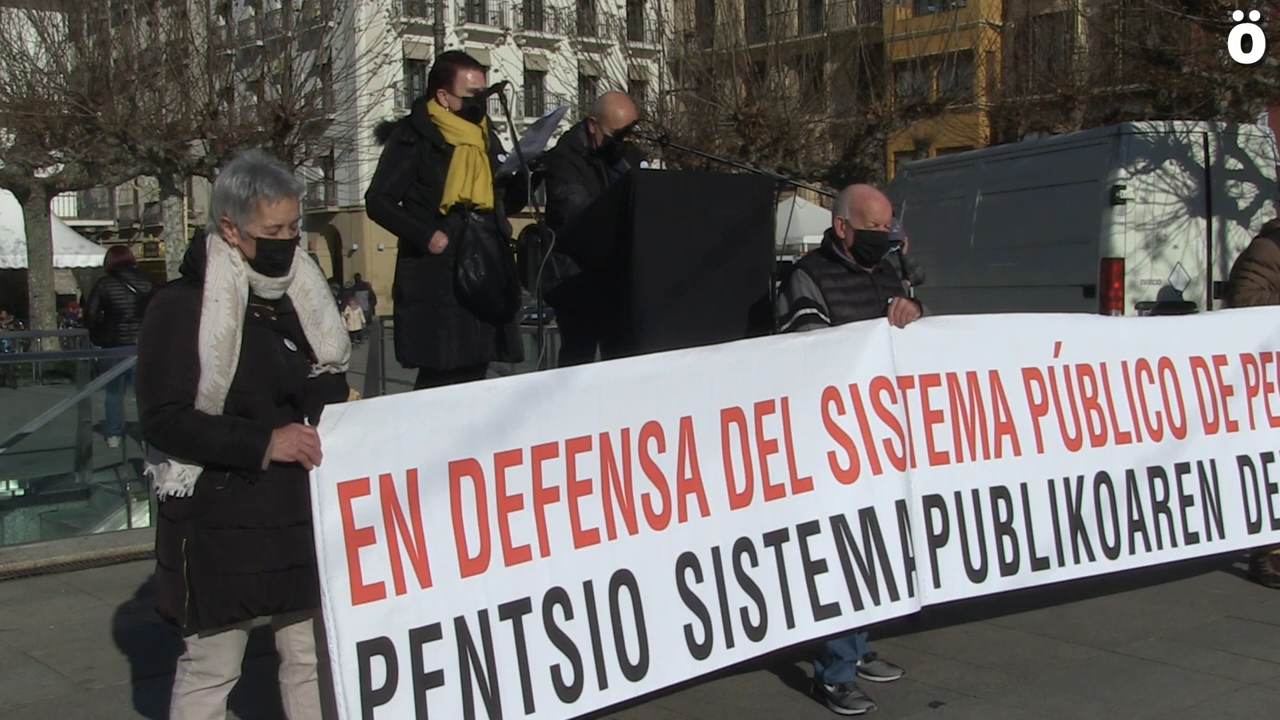 ö
EN DEFENSA DEL SISTEMA PÚBLICO DE
PENTSIO SISTEMA PUBLIKOAREN